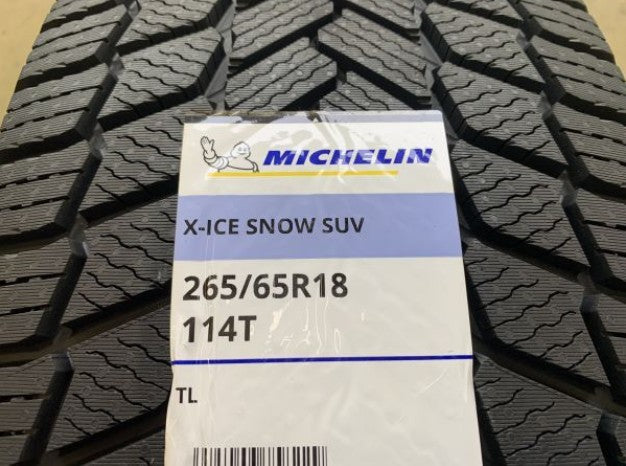 MICHELIN
X-ICE SNOW SUV
265/65R18
114T
TL